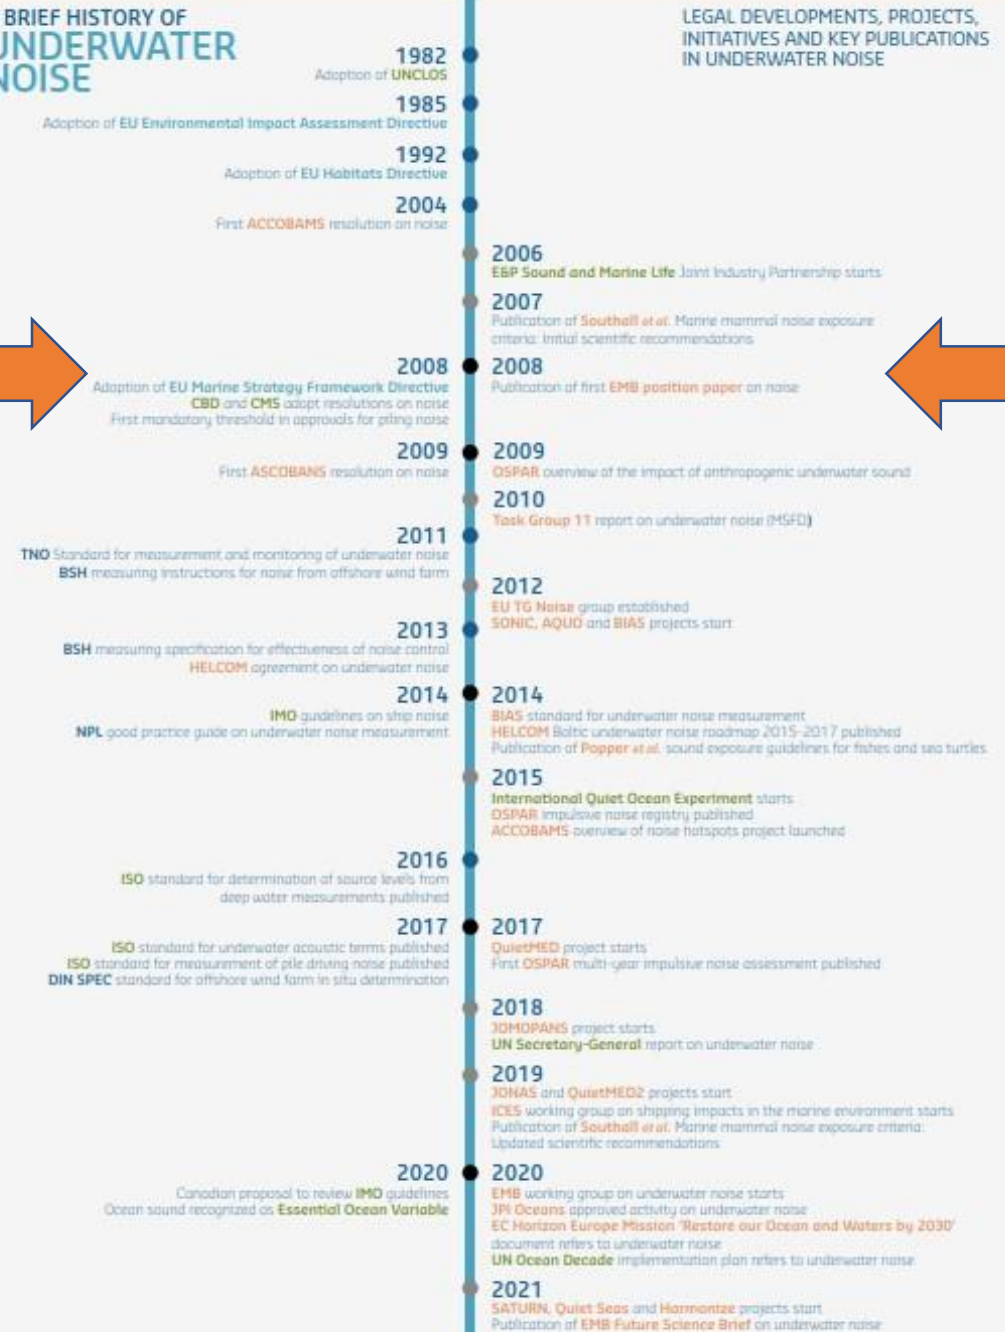 BRIEF HISTORY OF
UNDERWATER
NOISE
LEGAL DEVELOPMENTS, PROJECTS,
INITIATIVES AND KEY PUBLICATIONS
IN UNDERWATER NOISE
1982
Adoption of UNCLOS
1985
Adoption of EU Environmental Impact Assessment Directive
1992
Adoption of EU Habitats Directive
2004
First ACCOBAMS resolution on noise
2006
E&P Sound and Marine Life Joint Industry Partnership starts
2007
Publication of Southall et al. Marine mammal noise exposure
criteria: Initial scientific recommendations
2008
Adoption of EU Marine Strategy Framework Directive
CBD and CMS adopt resolutions on noise
First mandatory threshold in approvals for piling noise
2008
Publication of first EMB position paper on noise
2009
First ASCOBANS resolution on noise
2009
OSPAR overview of the impact of anthropogenic underwater sound
2010
Task Group 11 report on underwater noise (MSFD)
2011
TNO Standard for measurement and monitoring of underwater noise
BSH measuring instructions for noise from offshore wind farm
2012
EU TG Noise group established
SONIC, AQUO and BIAS projects start
2013
BSH measuring specification for effectiveness of noise control
HELCOM agreement on underwater noise
2014
IMO guidelines on ship noise
NPL good practice guide on underwater noise measurement
2014
BIAS standard for underwater noise measurement
HELCOM Baltic underwater noise roadmap 2015-2017 published
Publication of Popper et al. sound exposure guidelines for fishes and sea turtles
2015
International Quiet Ocean Experiment starts
OSPAR impulsive noise registry published
ACCOBAMS overview of noise hotspots project launched
2016
ISO standard for determination of source levels from
deep water measurements published
2017
ISO standard for underwater acoustic terms published
ISO standard for measurement of pile driving noise published
DIN SPEC standard for offshore wind farm in situ determination
2017
QuietMED project starts
First OSPAR multi-year impulsive noise assessment published
2018
JOMOPANS project starts
UN Secretary-General report on underwater noise
2019
JONAS and QuietMED2 projects start
ICES working group on shipping impacts in the marine environment starts
Publication of Southall et al. Marine mammal noise exposure criteria:
Updated scientific recommendations
2020
Canadian proposal to review IMO guidelines
Ocean sound recognized as Essential Ocean Variable
2020
EMB working group on underwater noise starts
JPI Oceans approved activity on underwater noise
EC Horizon Europe Mission 'Restore our Ocean and Waters by 2030'
document refers to underwater noise
UN Ocean Decade implementation plan refers to underwater noise
2021
SATURN, Quiet Seas and Harmonize projects start
Publication of EMB Future Science Brief on underwater noise